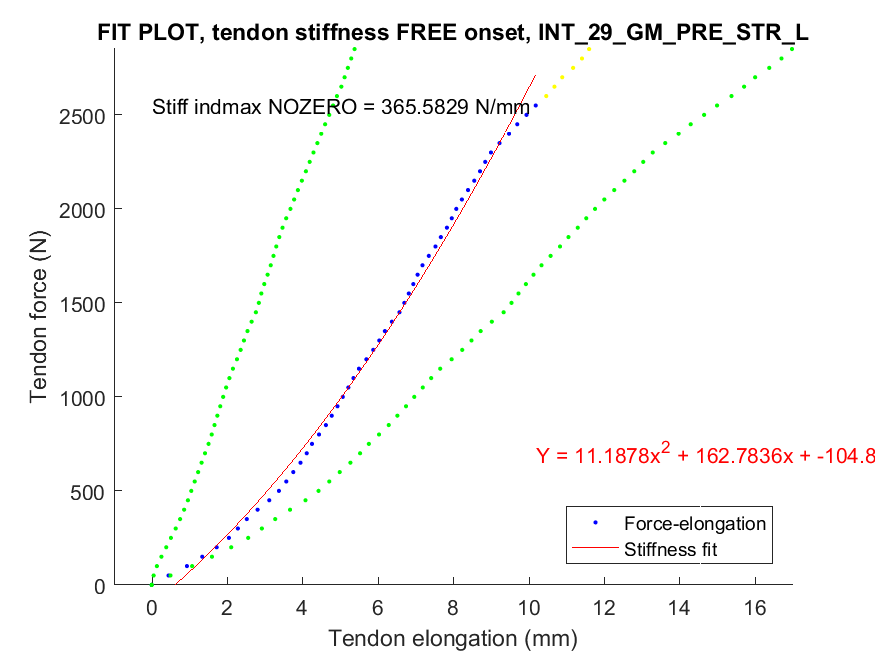 FIT PLOT, tendon stiffness FREE onset, INT_29_GM_PRE_STR_L
Stiff indmax NOZERO = 365.5829 N/mm
2500
2000
1500
1000
500
0
Tendon force (N)
Y = 11.1878x² + 162.7836x + -104.8
Force-elongation
Stiffness fit
0 2 4 6 8 10 12 14 16
Tendon elongation (mm)